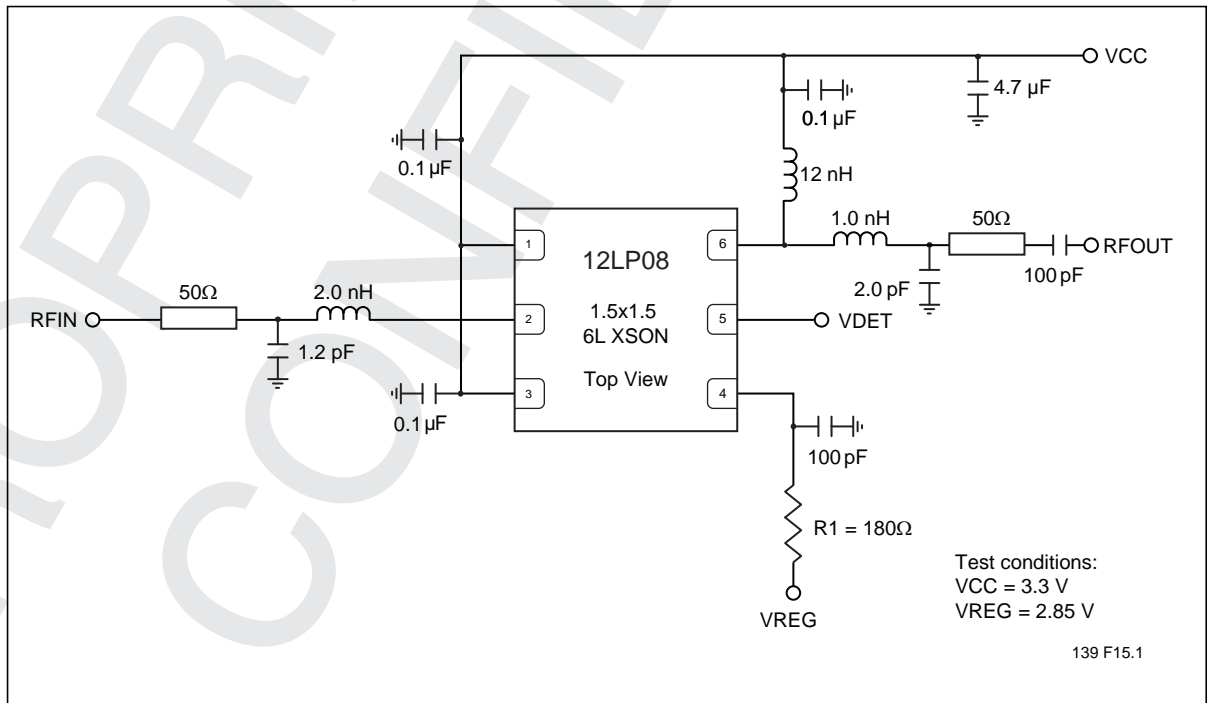 VCC
4.7 µF
0.1 µF
0.1 µF
12 nH
1.0 nH
50Ω
RFOUT
100 pF
2.0 pF
12LP08
1.5x1.5
6L XSON
Top View
1
2
3
6
5
4
50Ω
2.0 nH
RFIN
1.2 pF
VDET
0.1 µF
100 pF
R1 = 180Ω
VREG
Test conditions:
VCC = 3.3 V
VREG = 2.85 V
139 F15.1